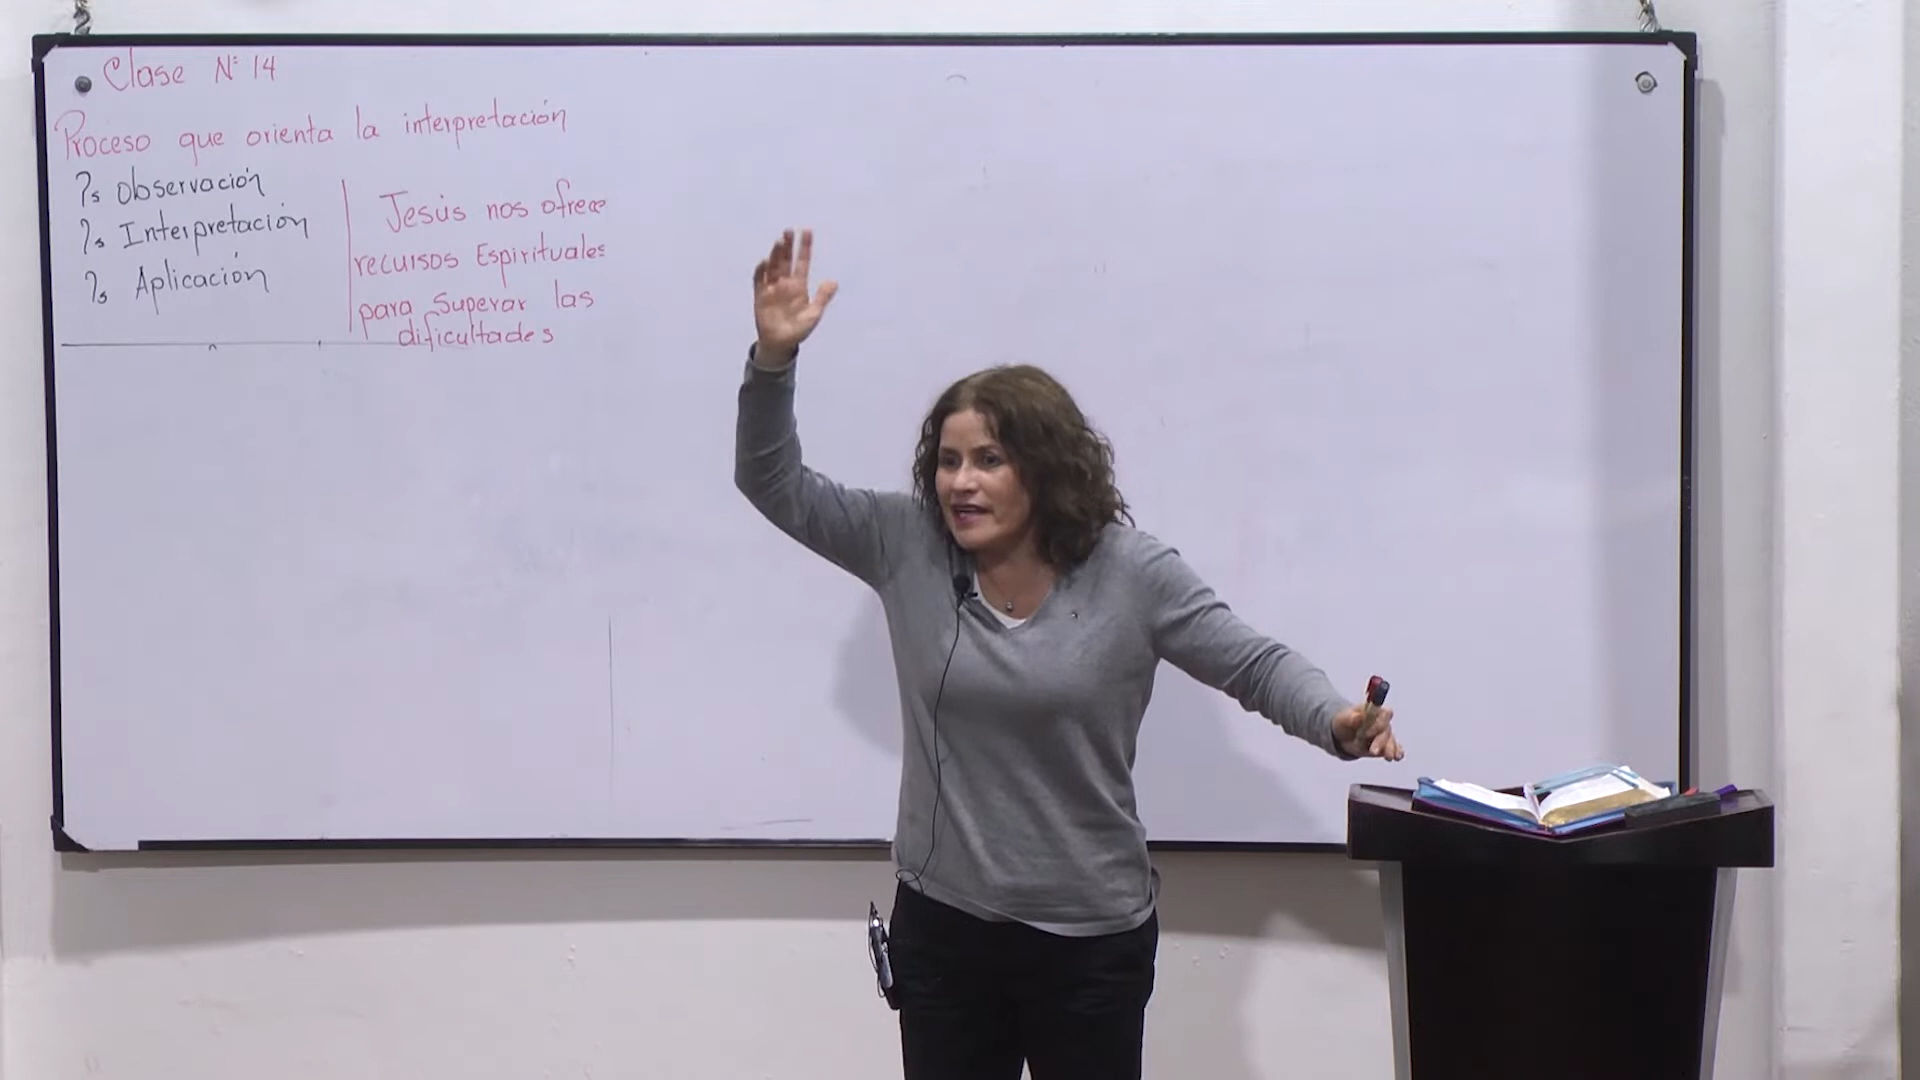 Clase N° 14
Proceso que orienta la interpretación
?s Observación
?s Interpretación
?s Aplicación
Jesús nos ofrece
recursos Espirituales
para Superar las
dificultades